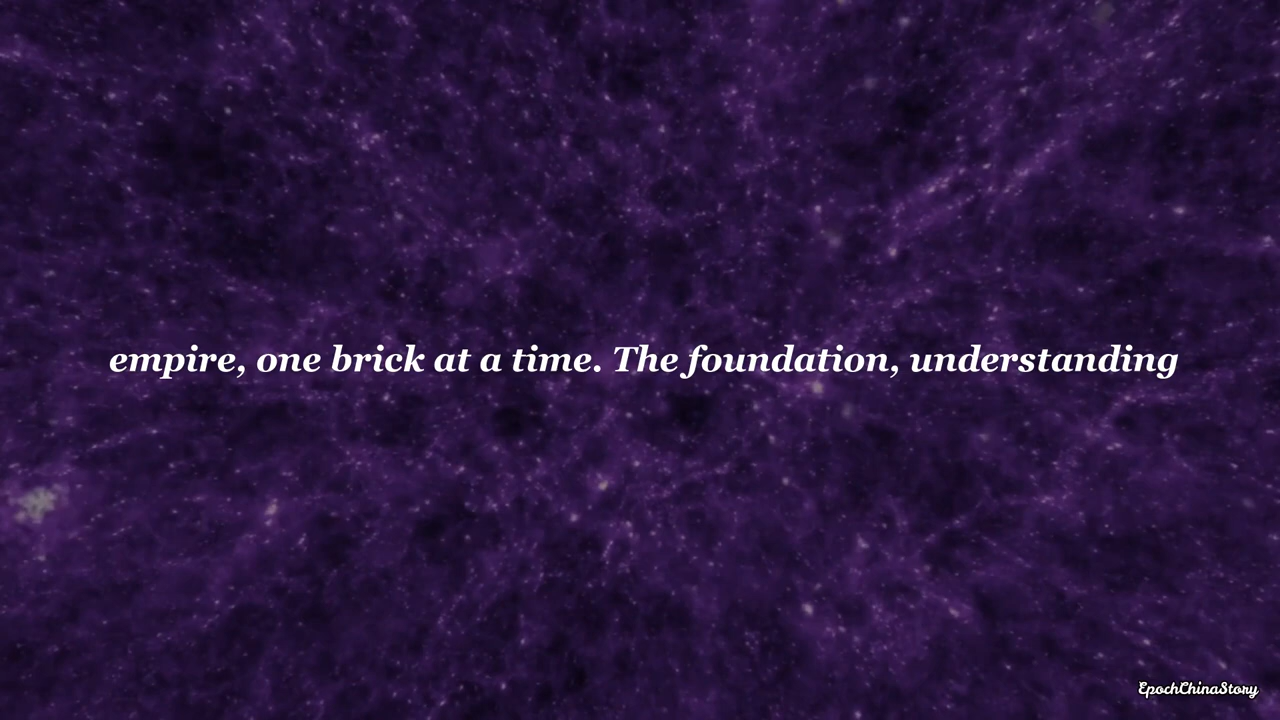 empire, one brick at a time. The foundation, understanding
EpochChinaStory